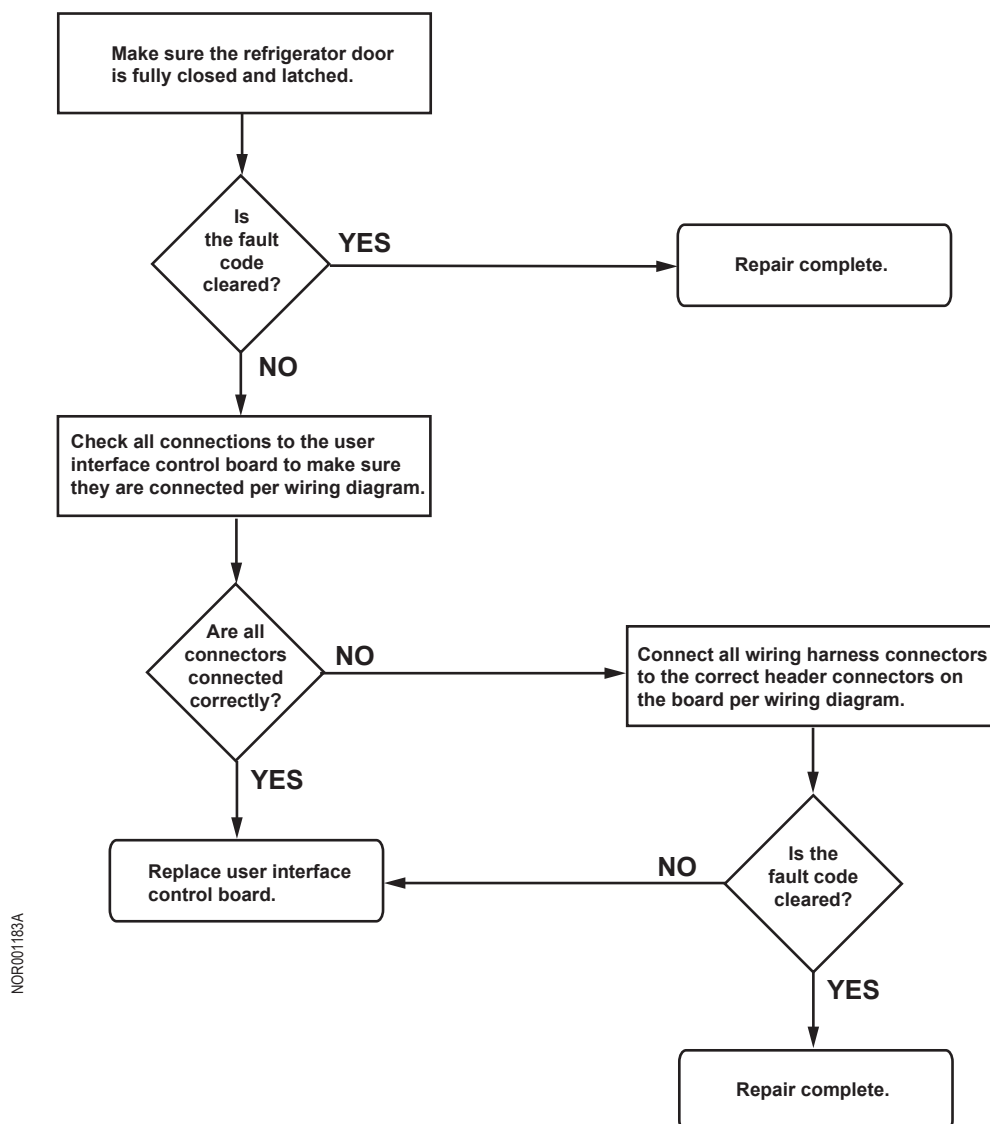 Make sure the refrigerator door
is fully closed and latched.
Is
the fault
code
cleared?
YES
Repair complete.
NO
Check all connections to the user
interface control board to make sure
they are connected per wiring diagram.
Are all
connectors
connected
correctly?
NO
Connect all wiring harness connectors
to the correct header connectors on
the board per wiring diagram.
YES
Replace user interface
control board.
NO
Is the
fault code
cleared?
YES
Repair complete.
NOR001183A